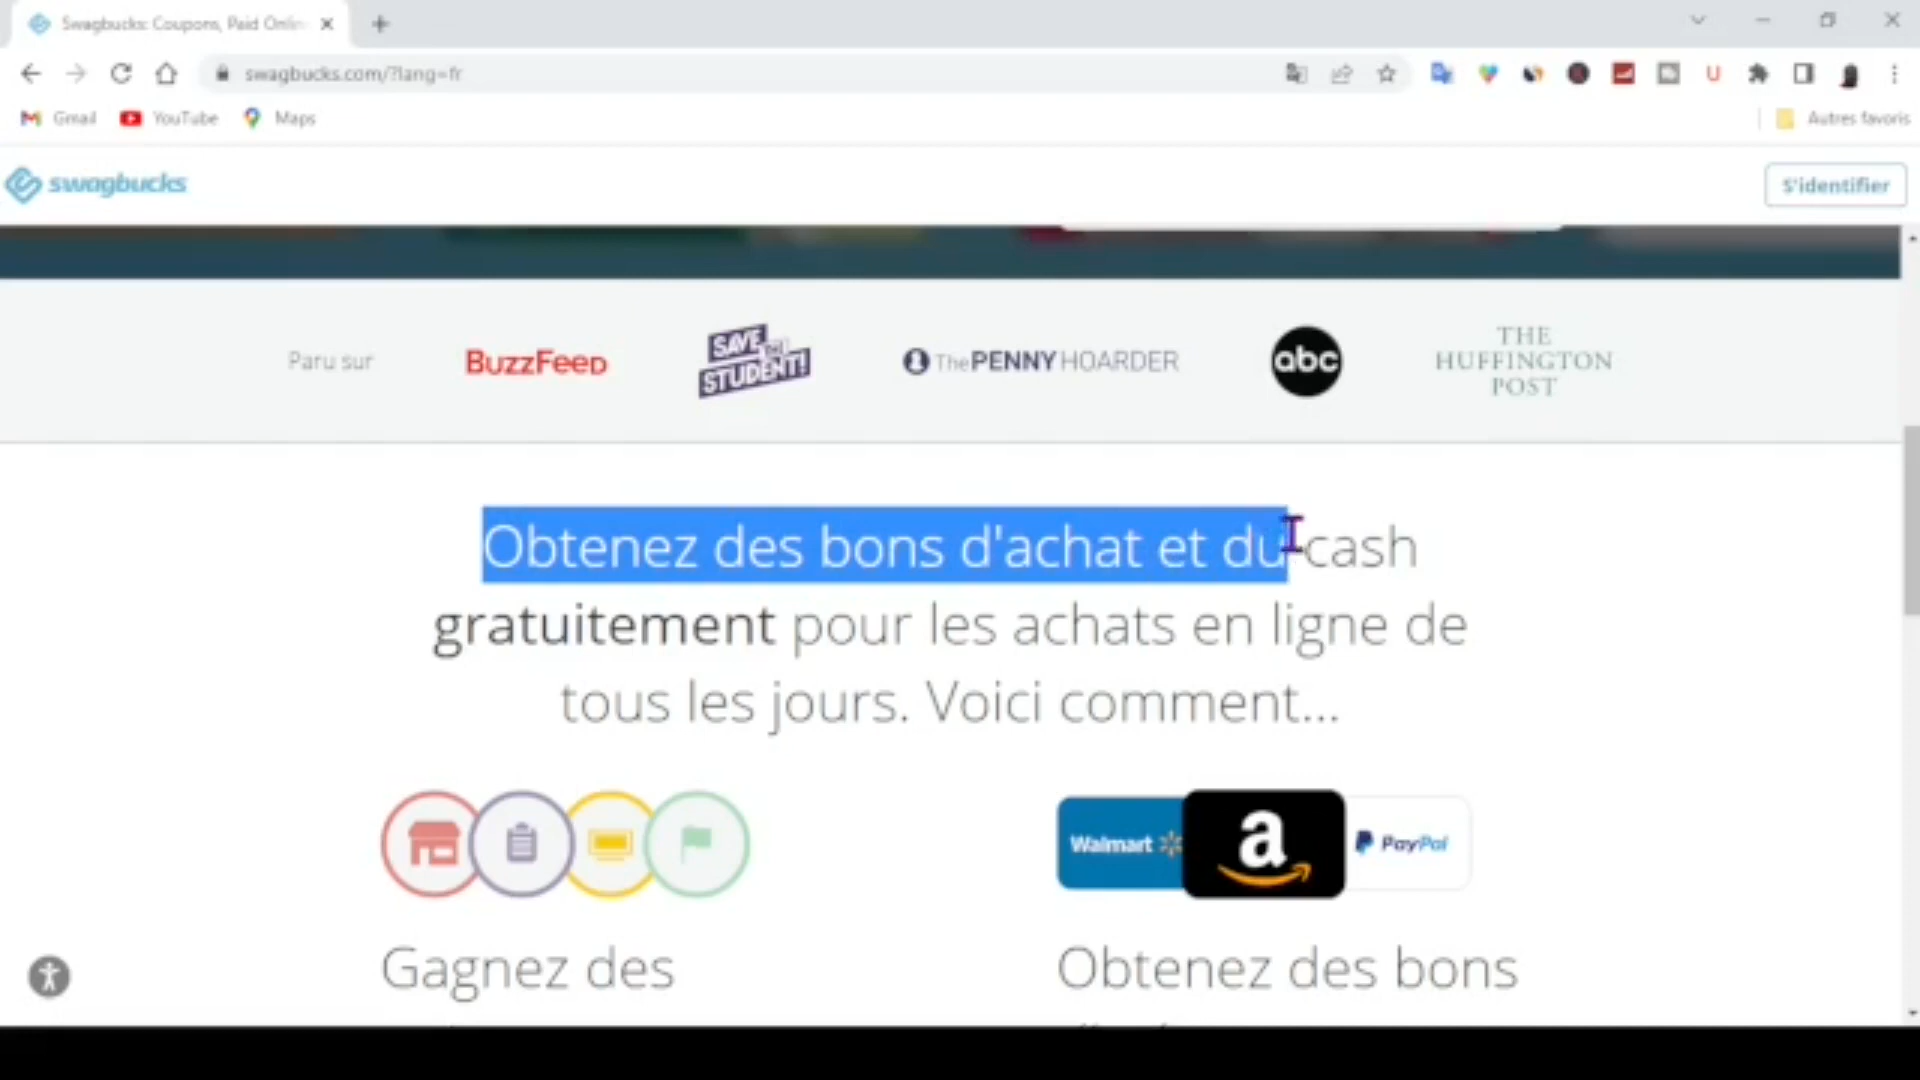 Swagbucks: Coupons, Paid Onlin
swagbucks.com/?lang=fr
U
Gmail
YouTube
Maps
Autres favoris
swagbucks
S'identifier
Paru sur
BuzzFeed
SAVE THE
STUDENT!
The PENNY HOARDER
abc
THE
HUFFINGTON
POST
Obtenez des bons d'achat et du cash
gratuitement pour les achats en ligne de
tous les jours. Voici comment...
Walmart
a
PayPal
Gagnez des
Obtenez des bons